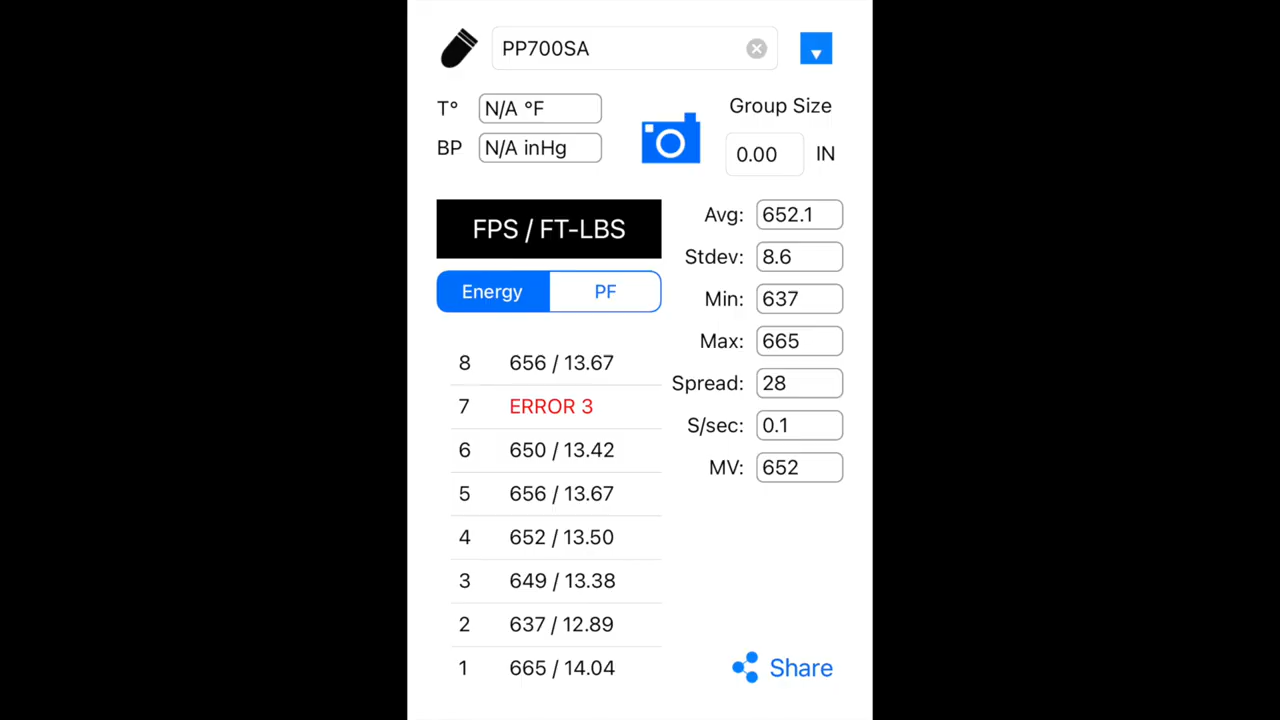 PP700SA
T° N/A °F
BP N/A inHg
Group Size
0.00 IN
FPS / FT-LBS
Energy PF
8 656 / 13.67
7 ERROR 3
6 650 / 13.42
5 656 / 13.67
4 652 / 13.50
3 649 / 13.38
2 637 / 12.89
1 665 / 14.04
Avg: 652.1
Stdev: 8.6
Min: 637
Max: 665
Spread: 28
S/sec: 0.1
MV: 652
Share